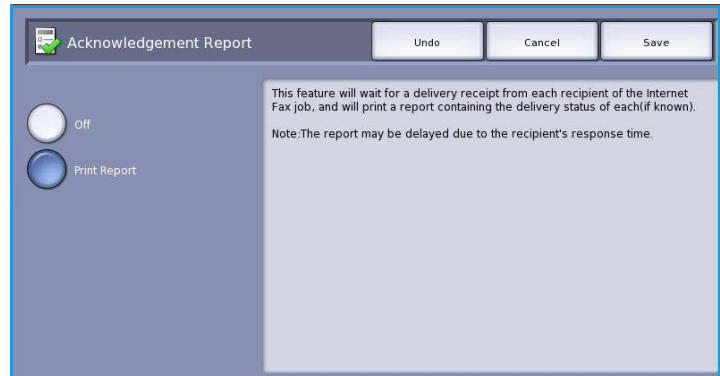 Acknowledgement Report
Undo
Cancel
Save
Off
Print Report
This feature will wait for a delivery receipt from each recipient of the Internet
Fax job, and will print a report containing the delivery status of each(if known).
Note:The report may be delayed due to the recipient's response time.